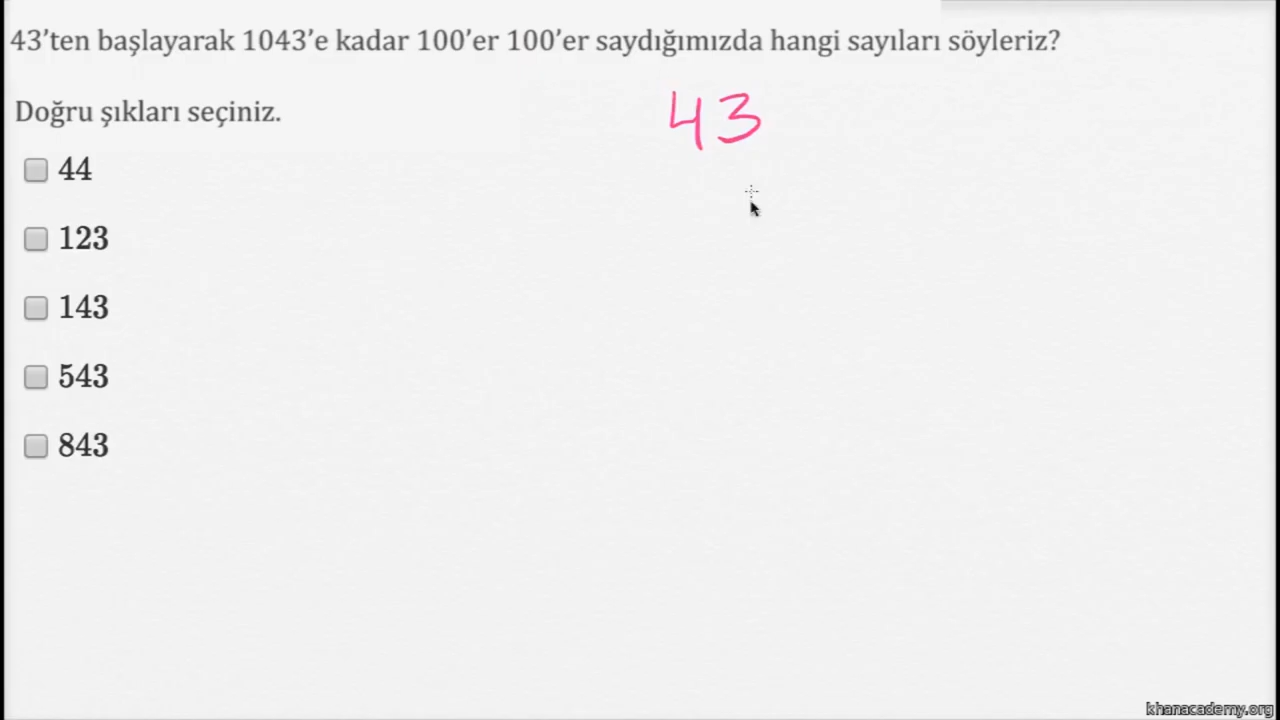 43’ten başlayarak 1043’e kadar 100’er 100’er saydığımızda hangi sayıları söyleriz?
Doğru şıkları seçiniz.
43
44
123
143
543
843
khanacademy.org